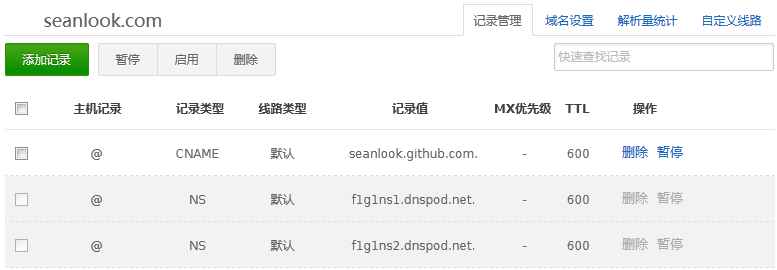 seanlook.com
记录管理 域名设置 解析量统计 自定义线路
添加记录 暂停 启用 删除 快速查找记录
主机记录 记录类型 线路类型 记录值 MX优先级 TTL 操作
@ CNAME 默认 seanlook.github.com. - 600 删除 暂停
@ NS 默认 f1g1ns1.dnspod.net. - 600 删除 暂停
@ NS 默认 f1g1ns2.dnspod.net. - 600 删除 暂停